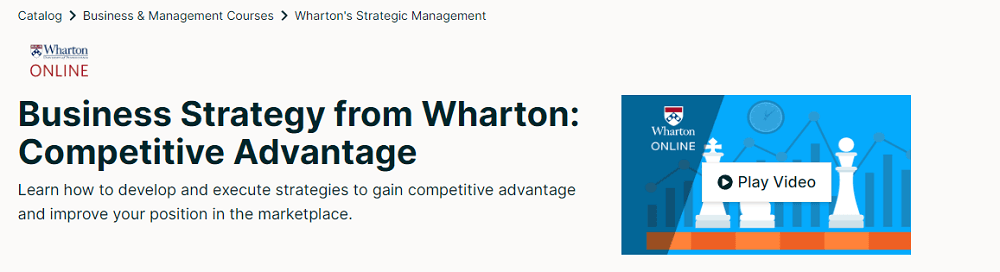 Catalog > Business & Management Courses > Wharton's Strategic Management
Wharton
ONLINE
Business Strategy from Wharton:
Competitive Advantage
Learn how to develop and execute strategies to gain competitive advantage
and improve your position in the marketplace.
Wharton
ONLINE
Play Video